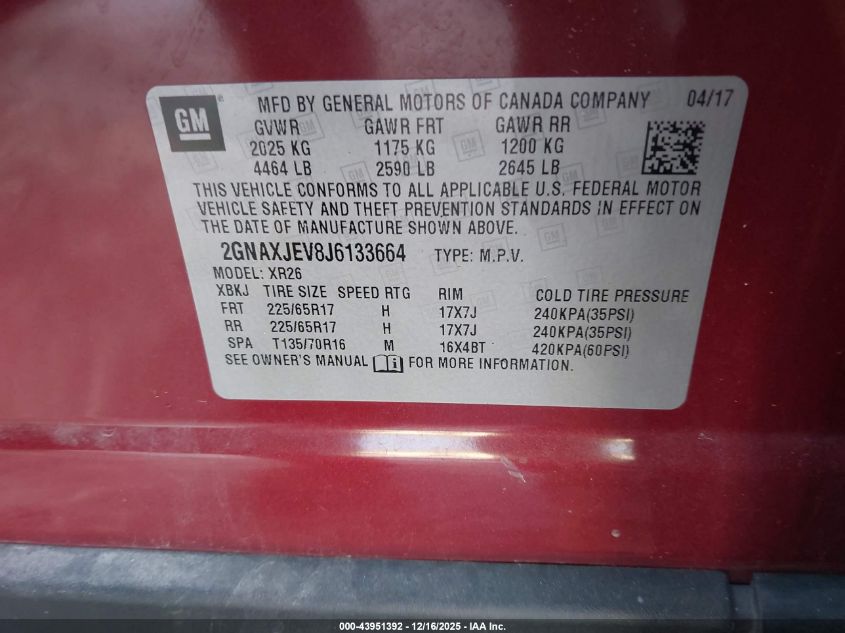 GM
MFD BY GENERAL MOTORS OF CANADA COMPANY 04/17
GVWR GAWR FRT GAWR RR
2025 KG 1175 KG 1200 KG
4464 LB 2590 LB 2645 LB
THIS VEHICLE CONFORMS TO ALL APPLICABLE U.S. FEDERAL MOTOR
VEHICLE SAFETY AND THEFT PREVENTION STANDARDS IN EFFECT ON
THE DATE OF MANUFACTURE SHOWN ABOVE.
2GNAXJEV8J6133664 TYPE: M.P.V.
MODEL: XR26
XBKJ TIRE SIZE SPEED RTG RIM COLD TIRE PRESSURE
FRT 225/65R17 H 17X7J 240KPA(35PSI)
RR 225/65R17 H 17X7J 240KPA(35PSI)
SPA T135/70R16 M 16X4BT 420KPA(60PSI)
SEE OWNER'S MANUAL i FOR MORE INFORMATION.
000-43951392 - 12/16/2025 - IAA Inc.